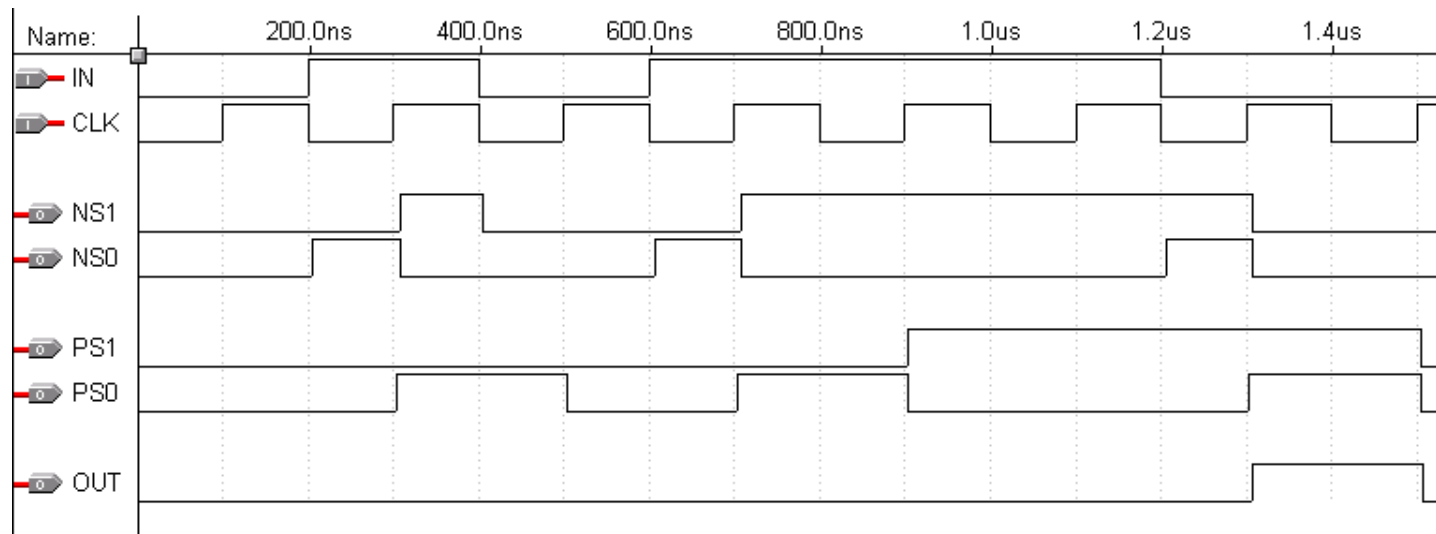 Name: 200.0ns 400.0ns 600.0ns 800.0ns 1.0us 1.2us 1.4us
I IN
I CLK
O NS1
O NS0
O PS1
O PS0
O OUT